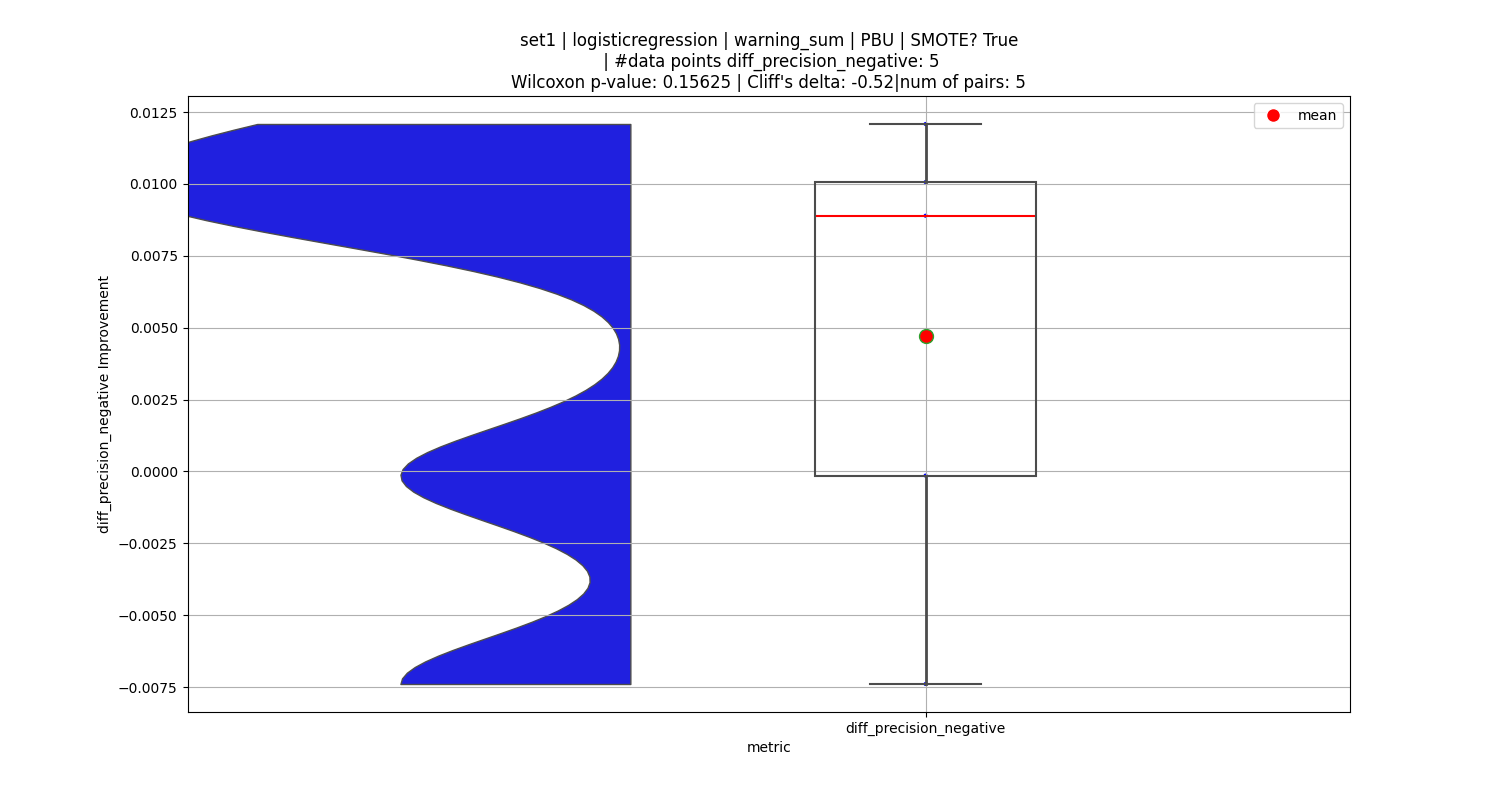 set1 | logisticregression | warning_sum | PBU | SMOTE? True
| #data points diff_precision_negative: 5
Wilcoxon p-value: 0.15625 | Cliff's delta: -0.52|num of pairs: 5
mean
0.0125
0.0100
0.0075
0.0050
0.0025
0.0000
−0.0025
−0.0050
−0.0075
diff_precision_negative Improvement
diff_precision_negative
metric